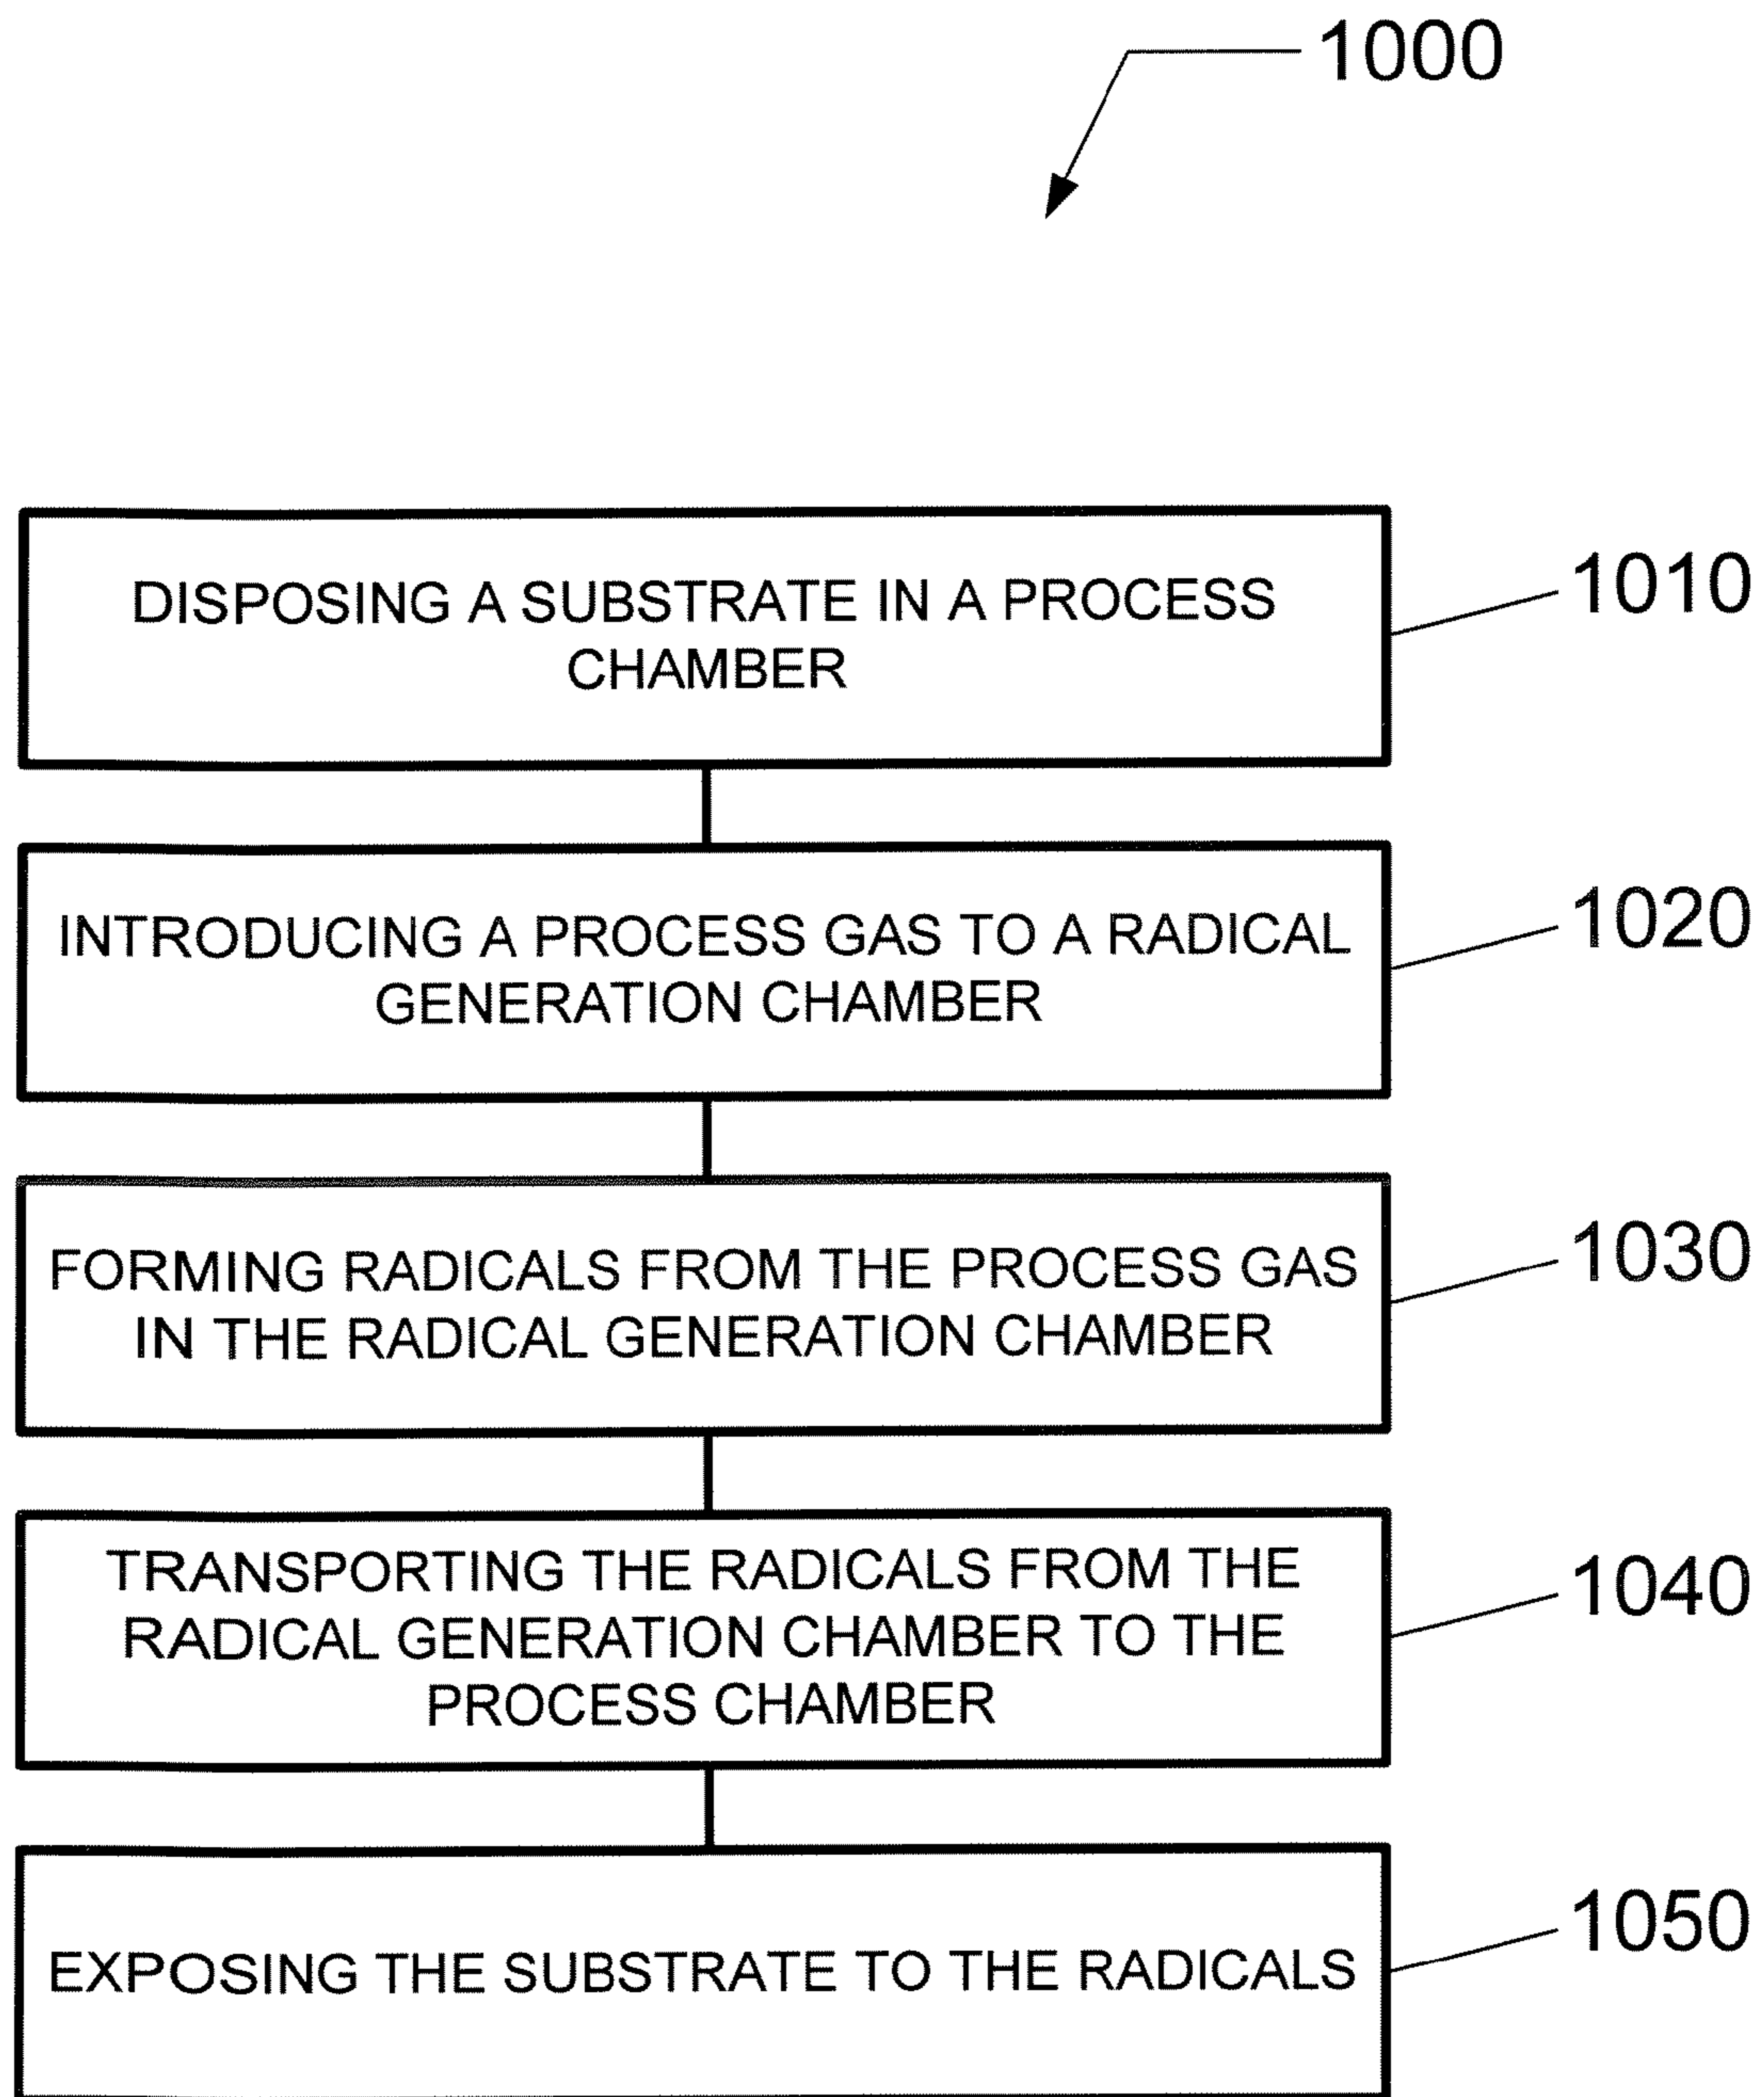 1000
DISPOSING A SUBSTRATE IN A PROCESS
CHAMBER
1010
INTRODUCING A PROCESS GAS TO A RADICAL
GENERATION CHAMBER
1020
FORMING RADICALS FROM THE PROCESS GAS
IN THE RADICAL GENERATION CHAMBER
1030
TRANSPORTING THE RADICALS FROM THE
RADICAL GENERATION CHAMBER TO THE
PROCESS CHAMBER
1040
EXPOSING THE SUBSTRATE TO THE RADICALS
1050